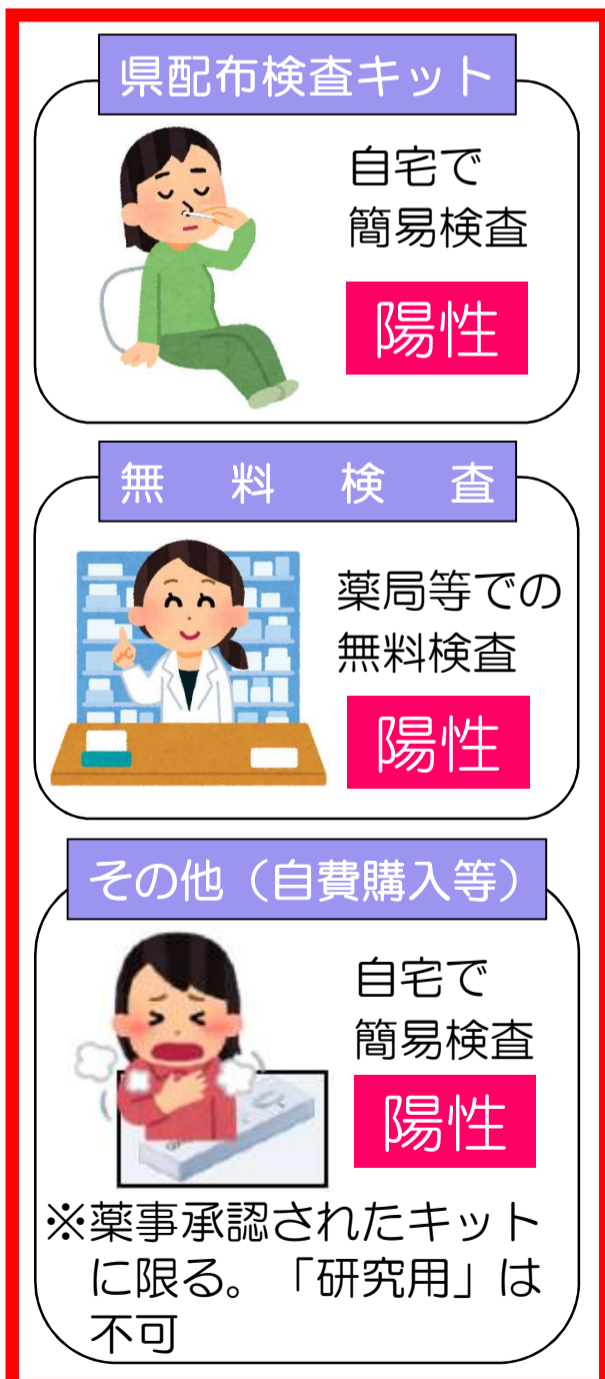 県配布検査キット
自宅で
簡易検査
陽性
無料検査
薬局等での
無料検査
陽性
その他（自費購入等）
自宅で
簡易検査
陽性
※薬事承認されたキット
に限る。「研究用」は
不可